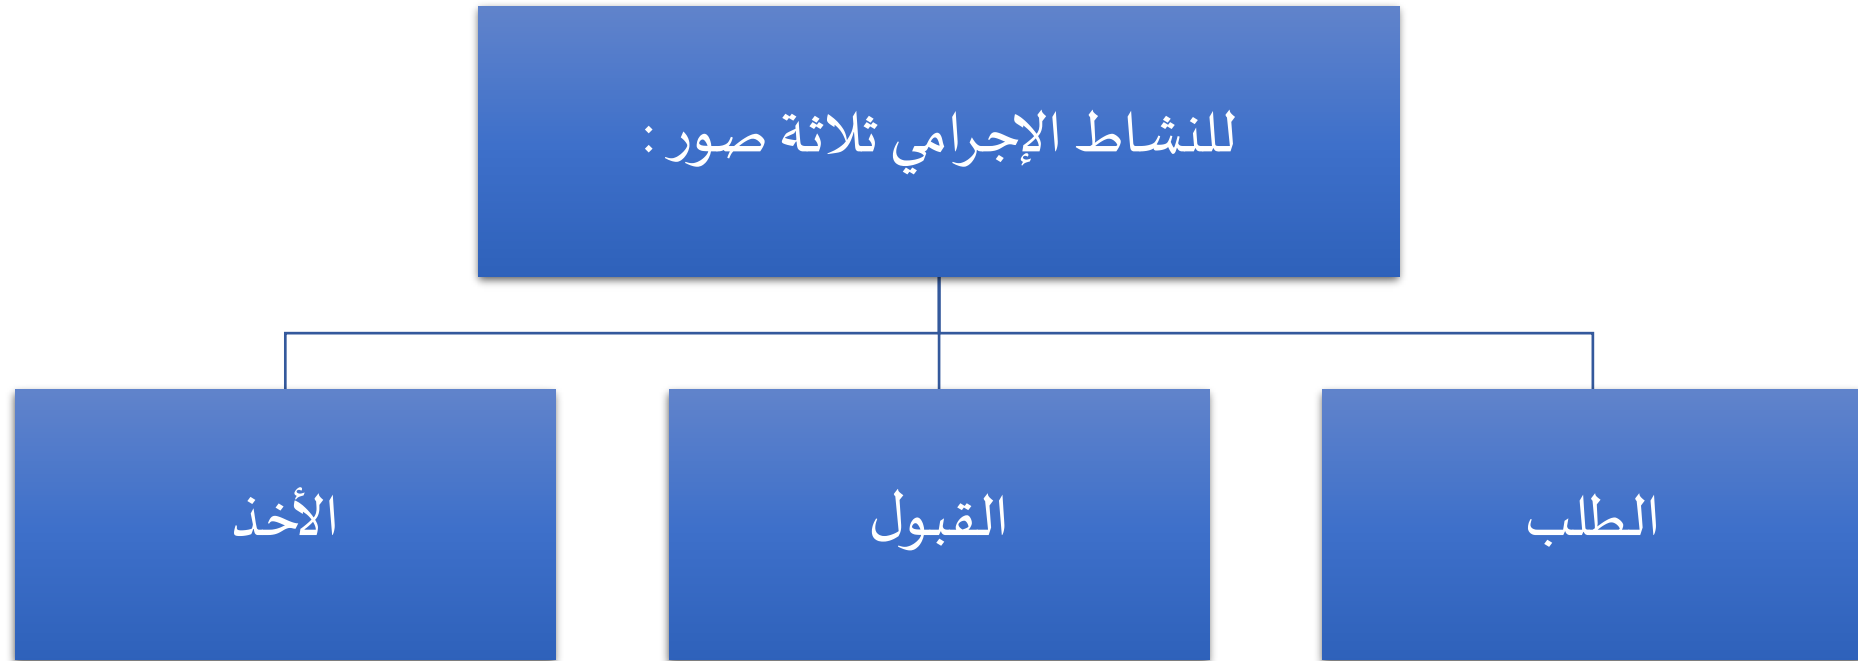 للنشاط الإجرامي ثلاثة صور :
الطلب
القبول
الأخذ